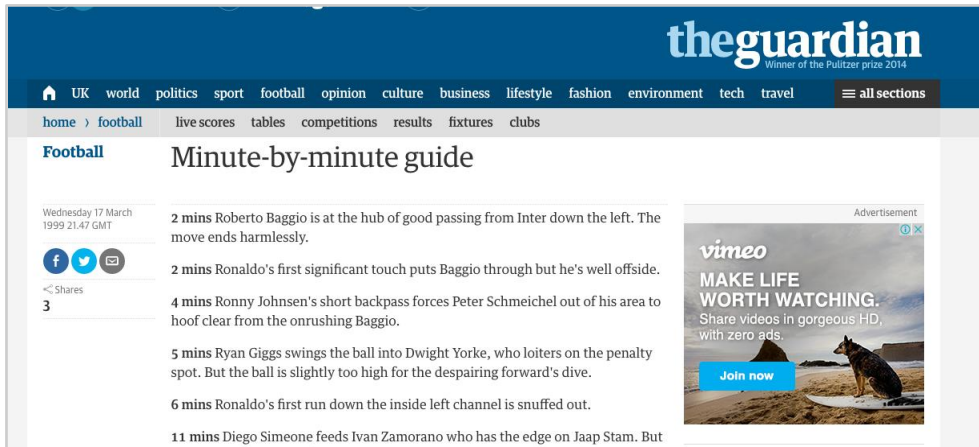 theguardian
Winner of the Pulitzer prize 2014
UK world politics sport football opinion culture business lifestyle fashion environment tech travel all sections
home › football live scores tables competitions results fixtures clubs
Football
Minute-by-minute guide
Wednesday 17 March
1999 21.47 GMT
Shares
3
2 mins Roberto Baggio is at the hub of good passing from Inter down the left. The
move ends harmlessly.
2 mins Ronaldo's first significant touch puts Baggio through but he's well offside.
4 mins Ronny Johnsen's short backpass forces Peter Schmeichel out of his area to
hoof clear from the onrushing Baggio.
5 mins Ryan Giggs swings the ball into Dwight Yorke, who loiters on the penalty
spot. But the ball is slightly too high for the despairing forward's dive.
6 mins Ronaldo's first run down the inside left channel is snuffed out.
11 mins Diego Simeone feeds Ivan Zamorano who has the edge on Jaap Stam. But
Advertisement
vimeo
MAKE LIFE
WORTH WATCHING.
Share videos in gorgeous HD,
with zero ads.
Join now